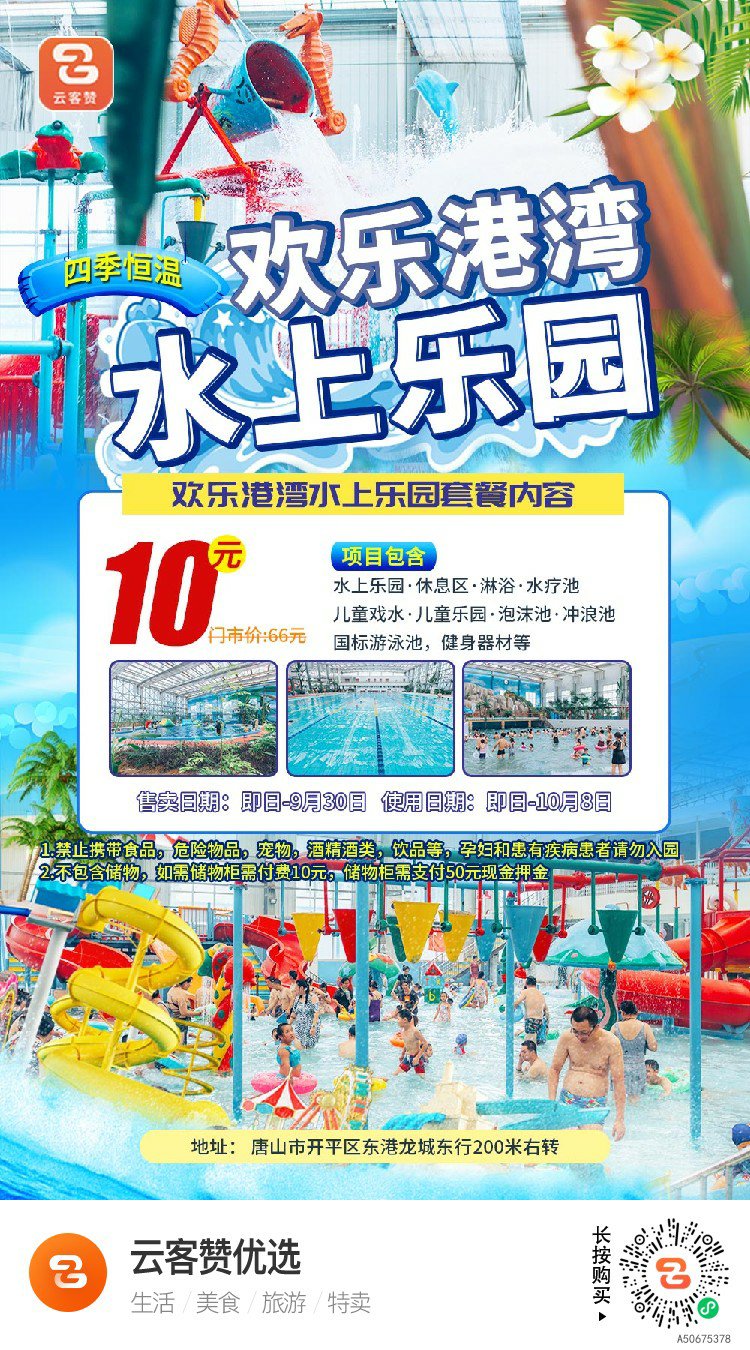 云客赞
四季恒温
欢乐港湾
水上乐园
欢乐港湾水上乐园套餐内容
10元
门市价:66元
项目包含
水上乐园·休息区·淋浴·水疗池
儿童戏水·儿童乐园·泡沫池·冲浪池
国标游泳池，健身器材等
售卖日期：即日-9月30日 使用日期：即日-10月8日
1.禁止携带食品，危险物品，宠物，酒精酒类，饮品等，孕妇和患有疾病患者请勿入园
2.不包含储物，如需储物柜需付费10元，储物柜需支付50元现金押金
地址： 唐山市开平区东港龙城东行200米右转
云客赞优选
生活 / 美食 / 旅游 / 特卖
长按购买
A50675378